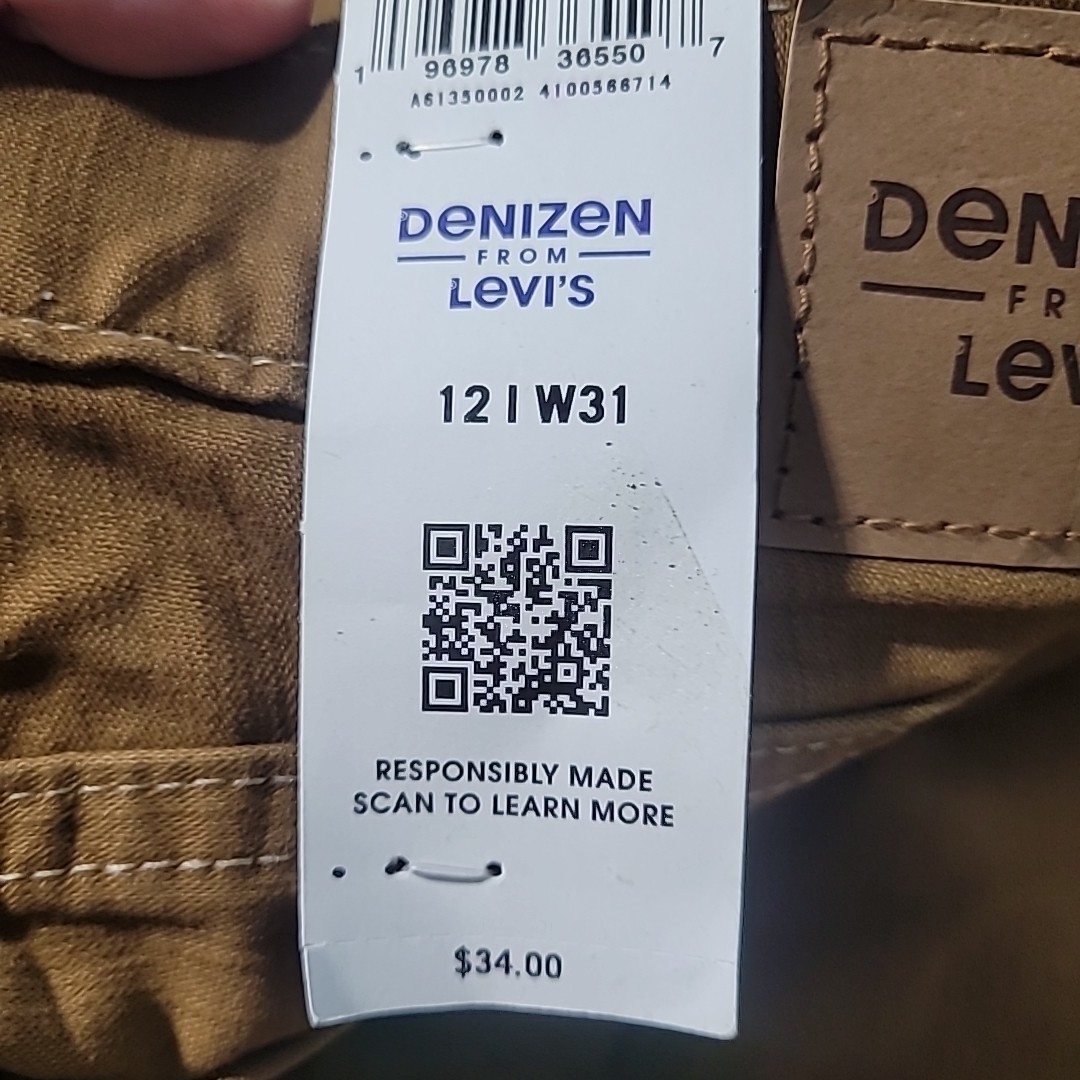 1 96978 36550 7
A61350002 4100566714
DENIZEN
FROM
LEVI'S
12 | W31
RESPONSIBLY MADE
SCAN TO LEARN MORE
$34.00
DEN
FR
LEV